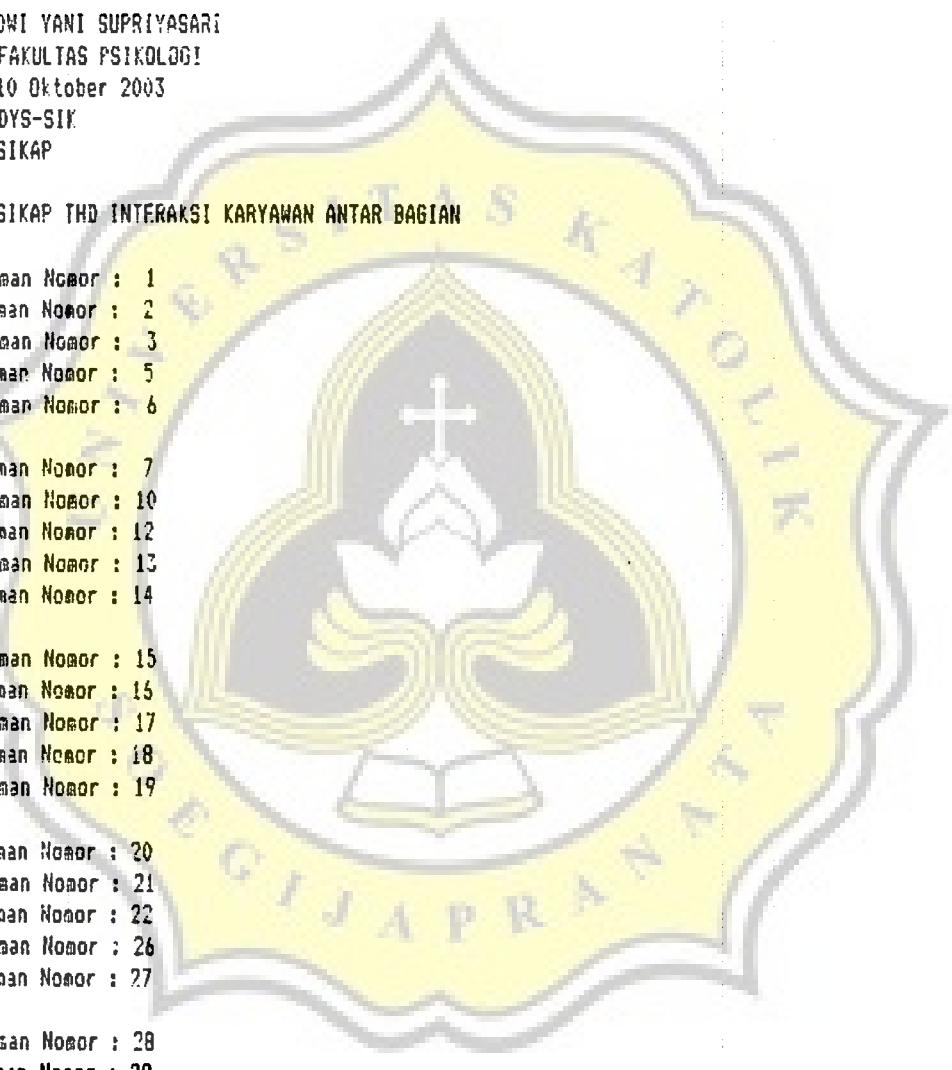 DWI YANI SUPRIYASARI
FAKULTAS PSIKOLOGI
10 Oktober 2003
DYS-SIK
SIKAP
SIKAP THD INTERAKSI KARYAWAN ANTAR BAGIAN
man Nomor : 1
man Nomor : 2
man Nomor : 3
man Nomor : 5
man Nomor : 6
man Nomor : 7
man Nomor : 10
man Nomor : 12
man Nomor : 13
man Nomor : 14
man Nomor : 15
man Nomor : 16
man Nomor : 17
man Nomor : 18
man Nomor : 19
man Nomor : 20
man Nomor : 21
man Nomor : 22
man Nomor : 26
man Nomor : 27
man Nomor : 28
UNIVERSITAS KATOLIK
SOEGIJAPRANATA